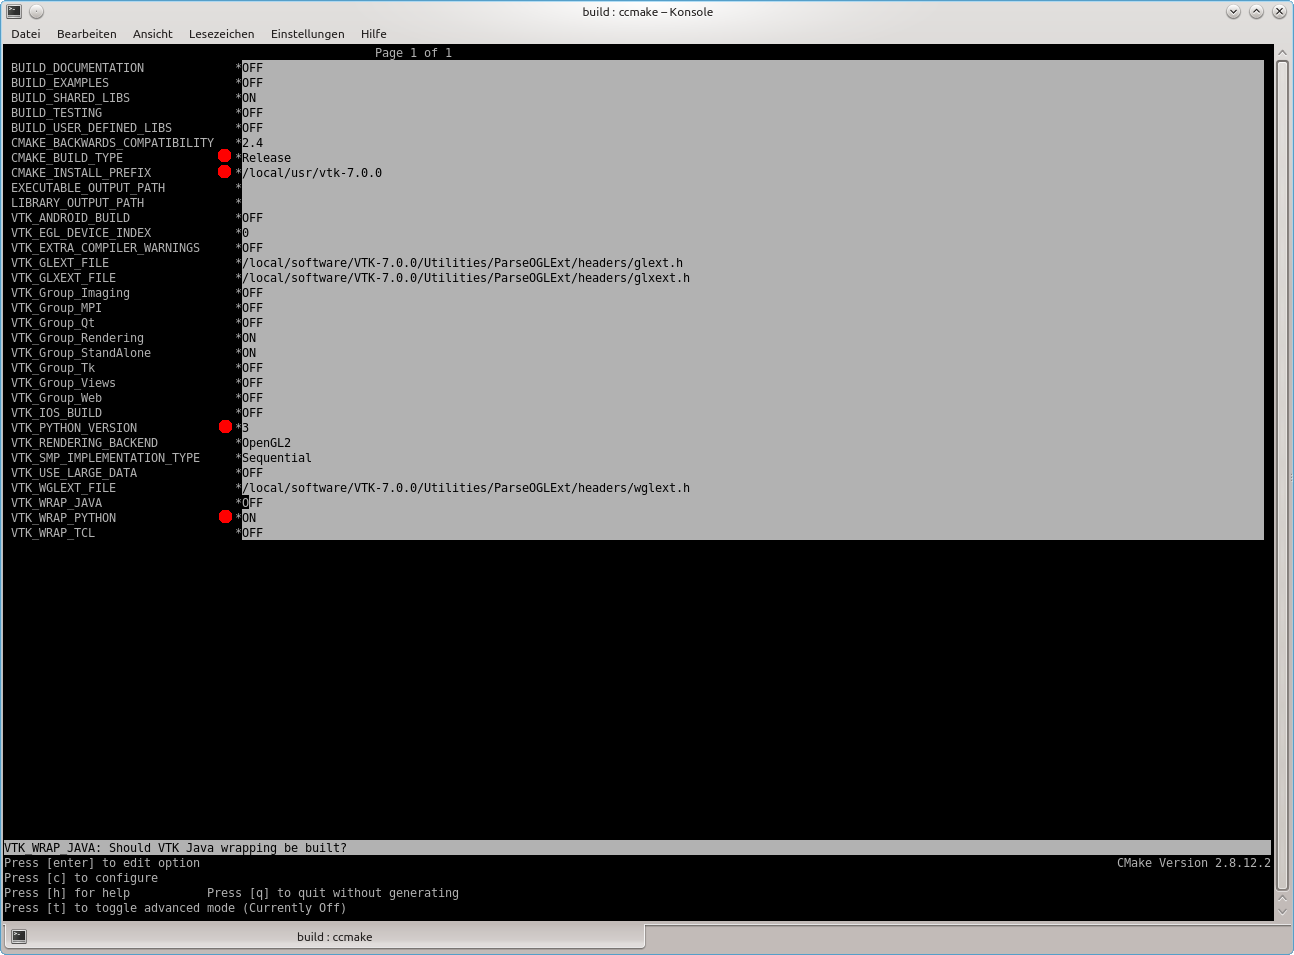 build : ccmake – Konsole
Datei Bearbeiten Ansicht Lesezeichen Einstellungen Hilfe
Page 1 of 1
BUILD_DOCUMENTATION *OFF
BUILD_EXAMPLES *OFF
BUILD_SHARED_LIBS *ON
BUILD_TESTING *OFF
BUILD_USER_DEFINED_LIBS *OFF
CMAKE_BACKWARDS_COMPATIBILITY *2.4
CMAKE_BUILD_TYPE *Release
CMAKE_INSTALL_PREFIX */local/usr/vtk-7.0.0
EXECUTABLE_OUTPUT_PATH *
LIBRARY_OUTPUT_PATH *
VTK_ANDROID_BUILD *OFF
VTK_EGL_DEVICE_INDEX *0
VTK_EXTRA_COMPILER_WARNINGS *OFF
VTK_GLEXT_FILE */local/software/VTK-7.0.0/Utilities/ParseOGLExt/headers/glext.h
VTK_GLXEXT_FILE */local/software/VTK-7.0.0/Utilities/ParseOGLExt/headers/glxext.h
VTK_Group_Imaging *OFF
VTK_Group_MPI *OFF
VTK_Group_Qt *OFF
VTK_Group_Rendering *ON
VTK_Group_StandAlone *ON
VTK_Group_Tk *OFF
VTK_Group_Views *OFF
VTK_Group_Web *OFF
VTK_IOS_BUILD *OFF
VTK_PYTHON_VERSION *3
VTK_RENDERING_BACKEND *OpenGL2
VTK_SMP_IMPLEMENTATION_TYPE *Sequential
VTK_USE_LARGE_DATA *OFF
VTK_WGLEXT_FILE */local/software/VTK-7.0.0/Utilities/ParseOGLExt/headers/wglext.h
VTK_WRAP_JAVA *OFF
VTK_WRAP_PYTHON *ON
VTK_WRAP_TCL *OFF
VTK_WRAP_JAVA: Should VTK Java wrapping be built?
Press [enter] to edit option CMake Version 2.8.12.2
Press [c] to configure
Press [h] for help Press [q] to quit without generating
Press [t] to toggle advanced mode (Currently Off)
build : ccmake